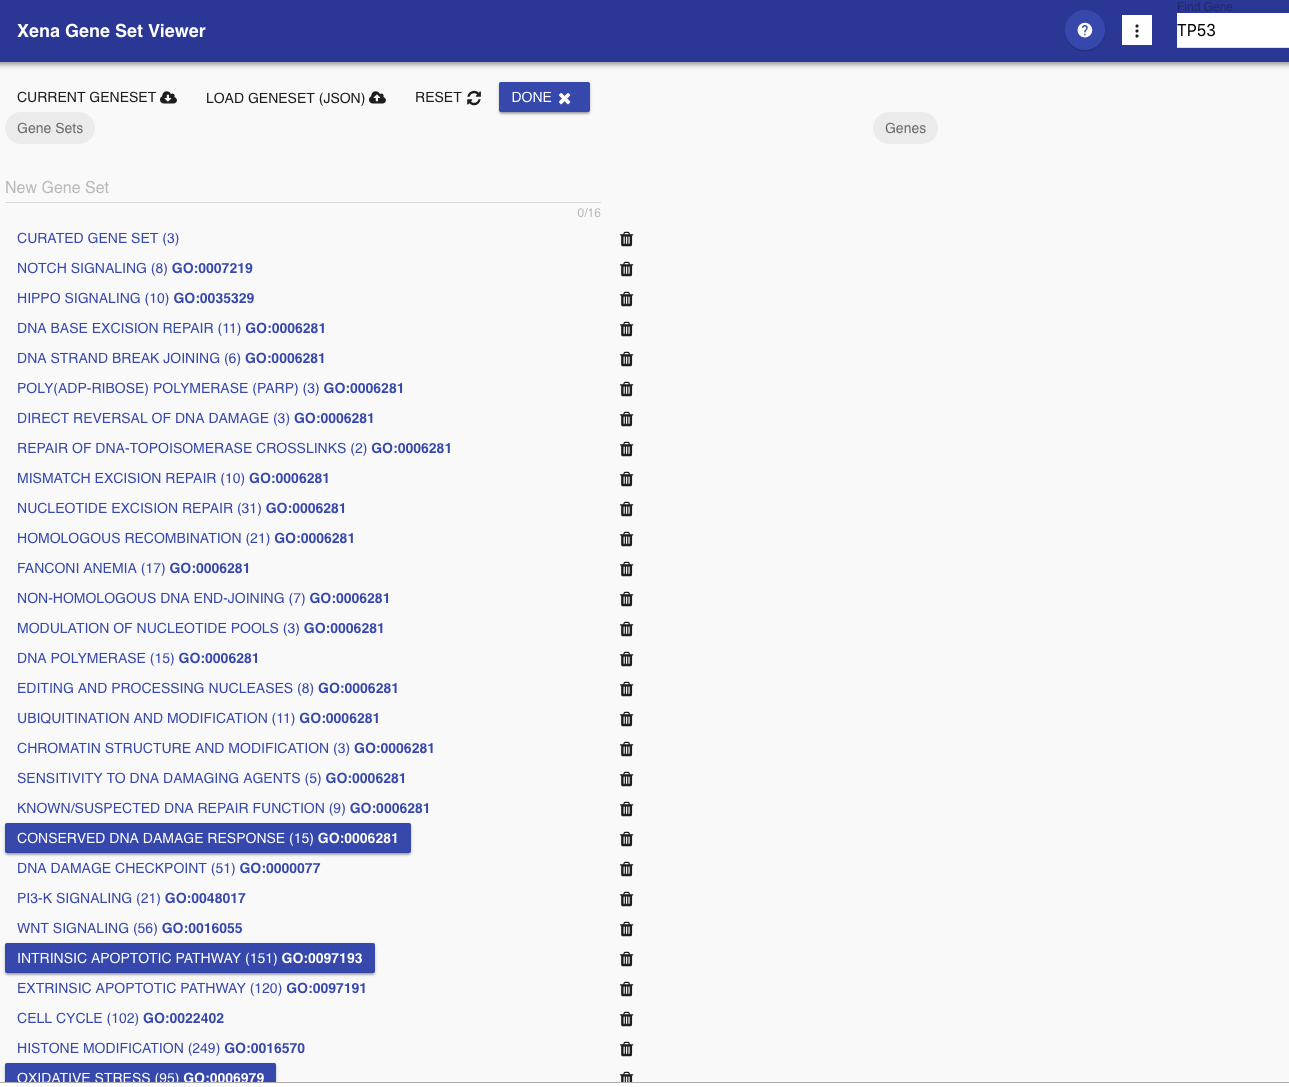 Xena Gene Set Viewer
Find Gene
TP53
CURRENT GENESET LOAD GENESET (JSON) RESET DONE
Gene Sets Genes
New Gene Set
0/16
CURATED GENE SET (3)
NOTCH SIGNALING (8) GO:0007219
HIPPO SIGNALING (10) GO:0035329
DNA BASE EXCISION REPAIR (11) GO:0006281
DNA STRAND BREAK JOINING (6) GO:0006281
POLY(ADP-RIBOSE) POLYMERASE (PARP) (3) GO:0006281
DIRECT REVERSAL OF DNA DAMAGE (3) GO:0006281
REPAIR OF DNA-TOPOISOMERASE CROSSLINKS (2) GO:0006281
MISMATCH EXCISION REPAIR (10) GO:0006281
NUCLEOTIDE EXCISION REPAIR (31) GO:0006281
HOMOLOGOUS RECOMBINATION (21) GO:0006281
FANCONI ANEMIA (17) GO:0006281
NON-HOMOLOGOUS DNA END-JOINING (7) GO:0006281
MODULATION OF NUCLEOTIDE POOLS (3) GO:0006281
DNA POLYMERASE (15) GO:0006281
EDITING AND PROCESSING NUCLEASES (8) GO:0006281
UBIQUITINATION AND MODIFICATION (11) GO:0006281
CHROMATIN STRUCTURE AND MODIFICATION (3) GO:0006281
SENSITIVITY TO DNA DAMAGING AGENTS (5) GO:0006281
KNOWN/SUSPECTED DNA REPAIR FUNCTION (9) GO:0006281
CONSERVED DNA DAMAGE RESPONSE (15) GO:0006281
DNA DAMAGE CHECKPOINT (51) GO:0000077
PI3-K SIGNALING (21) GO:0048017
WNT SIGNALING (56) GO:0016055
INTRINSIC APOPTOTIC PATHWAY (151) GO:0097193
EXTRINSIC APOPTOTIC PATHWAY (120) GO:0097191
CELL CYCLE (102) GO:0022402
HISTONE MODIFICATION (249) GO:0016570
OXIDATIVE STRESS (95) GO:0006979